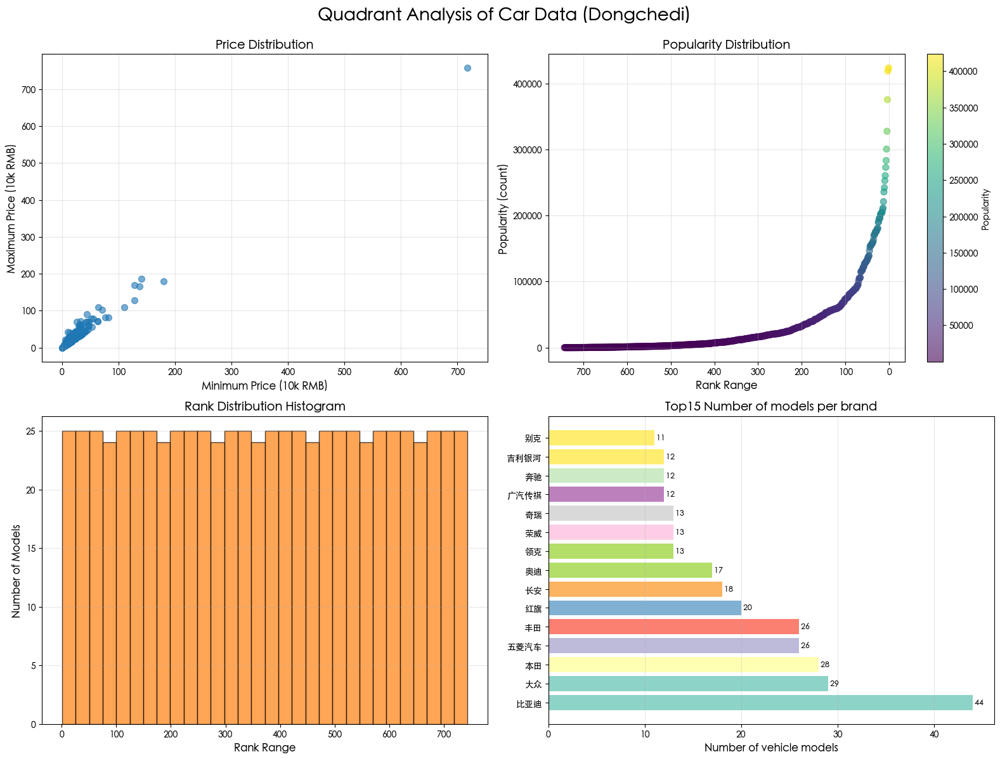 Quadrant Analysis of Car Data (Dongchedi)
Price Distribution
700
600
500
400
300
200
100
0
Maximum Price (10k RMB)
0 100 200 300 400 500 600 700
Minimum Price (10k RMB)
Popularity Distribution
400000
300000
200000
100000
0
Popularity (count)
700 600 500 400 300 200 100 0
Rank Range
400000
350000
300000
250000
200000
150000
100000
50000
Popularity
Rank Distribution Histogram
25
20
15
10
5
0
Number of Models
0 100 200 300 400 500 600 700
Rank Range
Top15 Number of models per brand
别克 11
吉利银河 12
奔驰 12
广汽传祺 12
奇瑞 13
荣威 13
领克 13
奥迪 17
长安 18
红旗 20
丰田 26
五菱汽车 26
本田 28
大众 29
比亚迪 44
0 10 20 30 40
Number of vehicle models